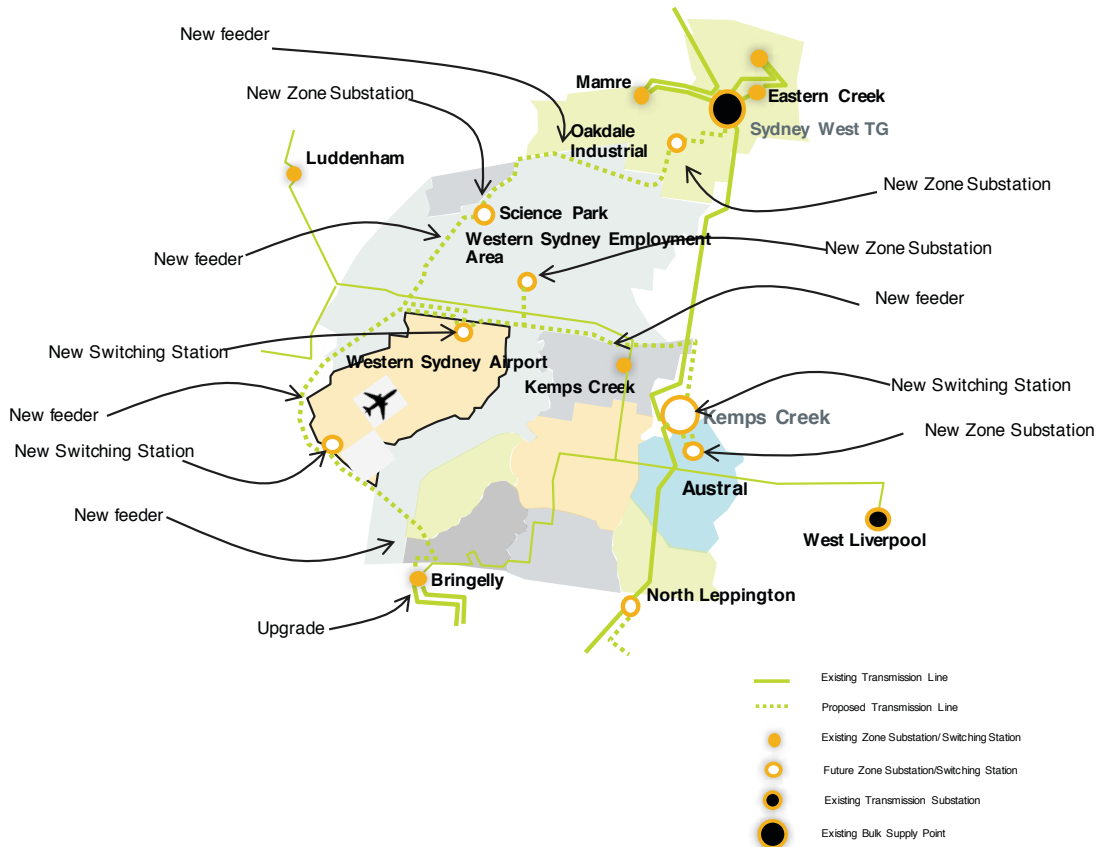 New feeder
Mamre
New Zone Substation
Eastern Creek
Sydney West TG
Oakdale
Industrial
Luddenham
New Zone Substation
Science Park
Western Sydney Employment
Area
New Zone Substation
New feeder
New feeder
New Switching Station
Western Sydney Airport
Kemps Creek
New Switching Station
New feeder
Kemps Creek
New Zone Substation
New Switching Station
Austral
New feeder
West Liverpool
Bringelly
North Leppington
Upgrade
Existing Transmission Line
Proposed Transmission Line
Existing Zone Substation/Switching Station
Future Zone Substation/Switching Station
Existing Transmission Substation
Existing Bulk Supply Point